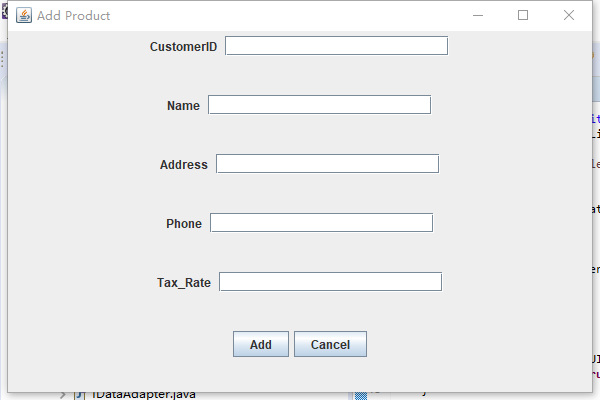 Add Product
CustomerID
Name
Address
Phone
Tax_Rate
Add Cancel
IDataAdapter.java